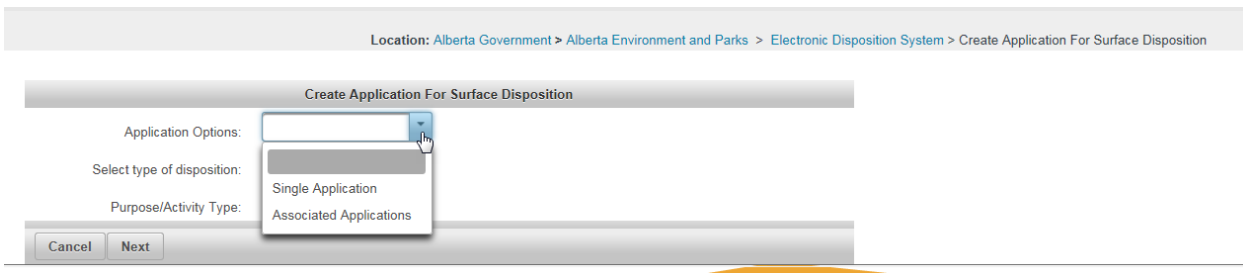 Location: Alberta Government > Alberta Environment and Parks > Electronic Disposition System > Create Application For Surface Disposition
Create Application For Surface Disposition
Application Options:
Select type of disposition:
Single Application
Purpose/Activity Type:
Associated Applications
Cancel Next